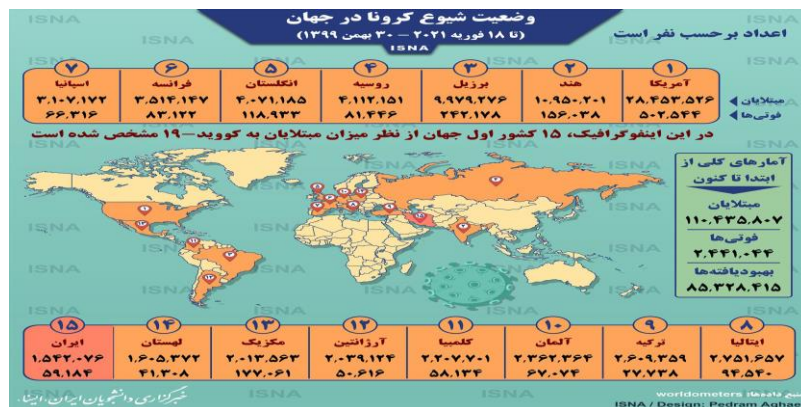 وضعیت شیوع کرونا در جهان
(تا ۱۸ فوریه ۲۰۲۱ – ۳۰ بهمن ۱۳۹۹)
ISNA
اعداد برحسب نفر است
۱ ۲ ۳ ۴ ۵ ۶ ۷
آمریکا هند برزیل روسیه انگلستان فرانسه اسپانیا
مبتلایان ۲۸,۴۵۳,۵۲۶ ۱۰,۹۵۰,۲۰۱ ۹,۹۷۹,۲۷۶ ۴,۱۱۲,۱۵۱ ۴,۰۷۱,۱۸۵ ۳,۵۱۴,۱۴۷ ۳,۱۰۷,۱۷۲
فوتی‌ها ۵۰۲,۵۴۴ ۱۵۶,۰۳۸ ۲۴۲,۱۷۸ ۸۱,۴۴۶ ۱۱۸,۹۳۳ ۸۳,۱۲۲ ۶۶,۳۱۶
در این اینفوگرافیک، ۱۵ کشور اول جهان از نظر میزان مبتلایان به کووید–۱۹ مشخص شده است
آمارهای کلی از
ابتدا تا کنون
مبتلایان
۱۱۰,۴۳۵,۸۰۷
فوتی‌ها
۲,۴۴۱,۰۴۴
بهبودیافته‌ها
۸۵,۳۲۸,۴۱۵
۸ ۹ ۱۰ ۱۱ ۱۲ ۱۳ ۱۴ ۱۵
ایتالیا ترکیه آلمان کلمبیا آرژانتین مکزیک لهستان ایران
۲,۷۵۱,۶۵۷ ۲,۶۰۹,۳۵۹ ۲,۳۶۲,۳۶۴ ۲,۲۰۷,۷۰۱ ۲,۰۳۹,۱۲۴ ۲,۰۱۳,۵۶۳ ۱,۶۰۵,۳۷۲ ۱,۵۴۲,۰۷۶
۹۴,۵۴۰ ۲۷,۷۳۸ ۶۷,۰۷۴ ۵۸,۱۳۴ ۵۰,۶۱۶ ۱۷۷,۰۶۱ ۴۱,۳۰۸ ۵۹,۱۸۴
منبع داده‌ها: worldometers
خبرگزاری دانشجویان ایران، ایسنا.
ISNA / Design: Pedram Aghae